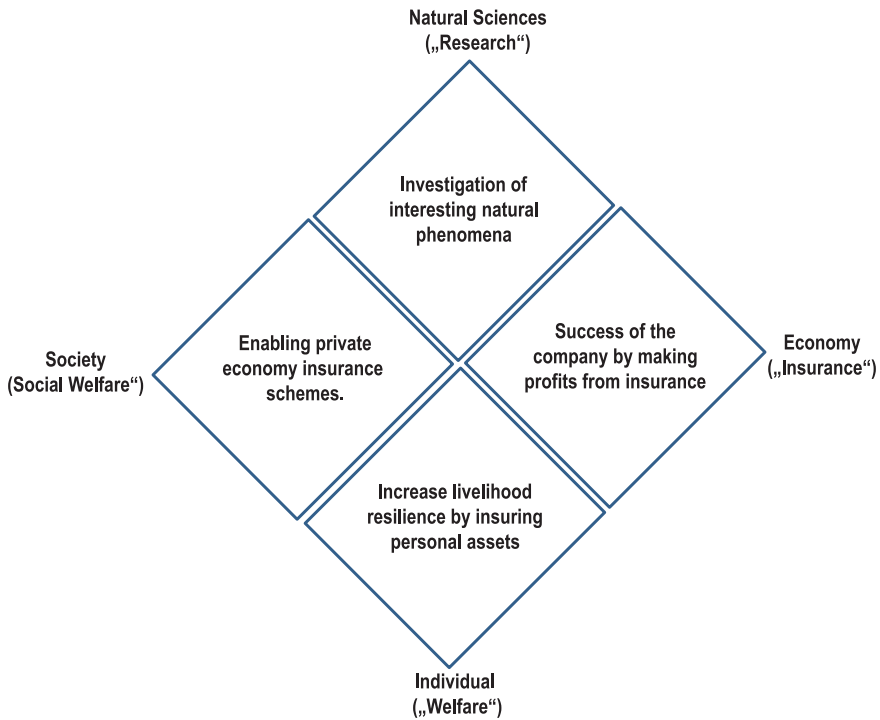 Natural Sciences
(„Research“)
Investigation of
interesting natural
phenomena
Society
(Social Welfare“)
Enabling private
economy insurance
schemes.
Success of the
company by making
profits from insurance
Economy
(„Insurance“)
Increase livelihood
resilience by insuring
personal assets
Individual
(„Welfare“)